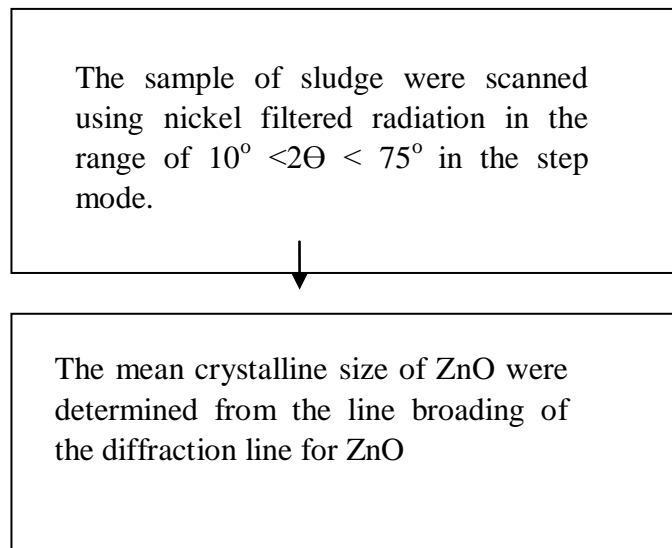 The sample of sludge were scanned
using nickel filtered radiation in the
range of 10° <2ϴ < 75° in the step
mode.
The mean crystalline size of ZnO were
determined from the line broading of
the diffraction line for ZnO